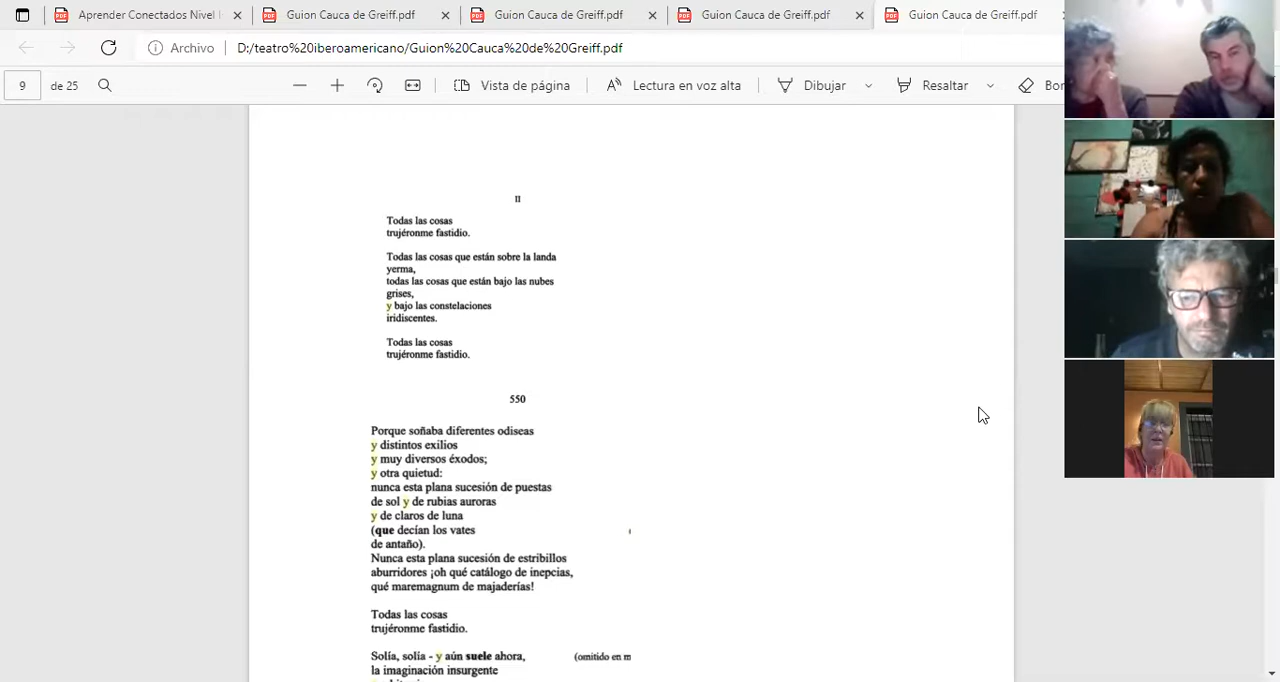 Aprender Conectados Nivel
Guion Cauca de Greiff.pdf
Guion Cauca de Greiff.pdf
Guion Cauca de Greiff.pdf
Guion Cauca de Greiff.pdf
Archivo
D:/teatro%20iberoamericano/Guion%20Cauca%20de%20Greiff.pdf
9
de 25
Vista de página
Lectura en voz alta
Dibujar
Resaltar
II
Todas las cosas
trujéronme fastidio.
Todas las cosas que están sobre la landa
yerma,
todas las cosas que están bajo las nubes
grises,
y bajo las constelaciones
iridiscentes.
Todas las cosas
trujéronme fastidio.
550
Porque soñaba diferentes odiseas
y distintos exilios
y muy diversos éxodos;
y otra quietud:
nunca esta plana sucesión de puestas
de sol y de rubias auroras
y de claros de luna
(que decían los vates
de antaño).
Nunca esta plana sucesión de estribillos
aburridores ¡oh qué catálogo de inepcias,
qué maremagnum de majaderías!
Todas las cosas
trujéronme fastidio.
Solía, solía - y aún suele ahora, (omitido en m
la imaginación insurgente